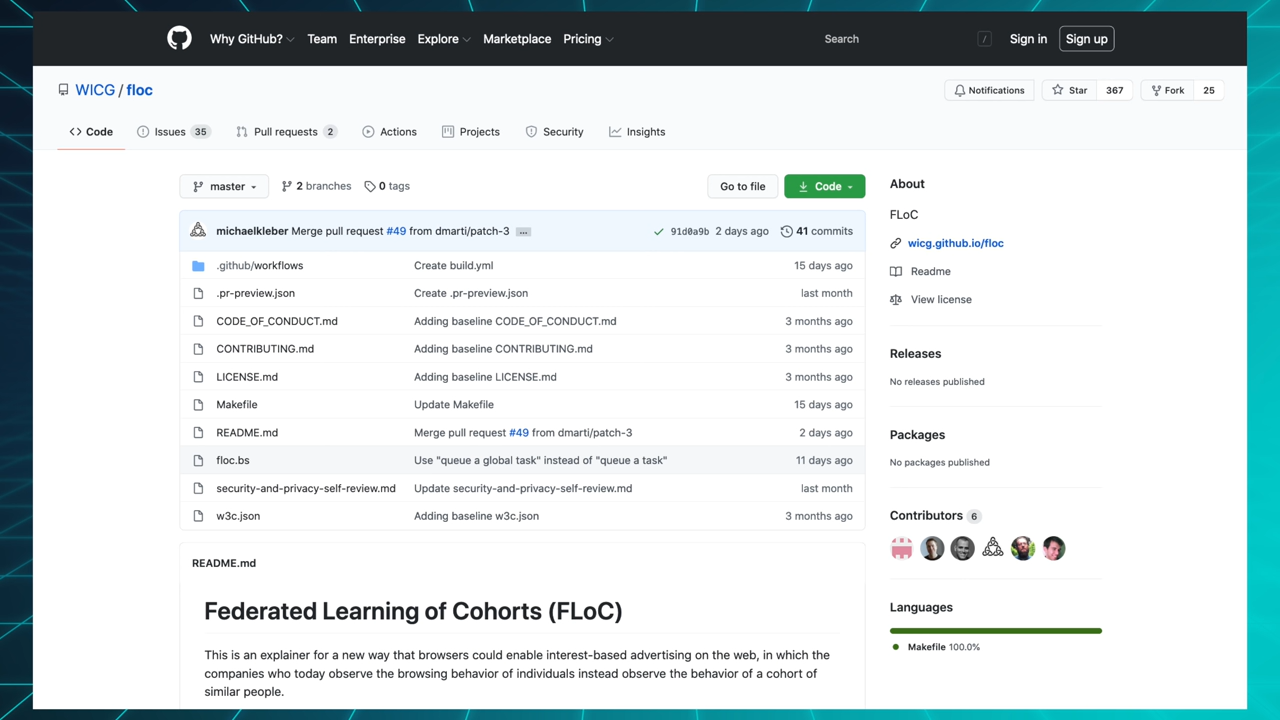 Why GitHub? Team Enterprise Explore Marketplace Pricing Search / Sign in Sign up
WICG / floc Notifications Star 367 Fork 25
Code Issues 35 Pull requests 2 Actions Projects Security Insights
master 2 branches 0 tags Go to file Code
michaelkleber Merge pull request #49 from dmarti/patch-3 ... 91d0a9b 2 days ago 41 commits
.github/workflows Create build.yml 15 days ago
.pr-preview.json Create .pr-preview.json last month
CODE_OF_CONDUCT.md Adding baseline CODE_OF_CONDUCT.md 3 months ago
CONTRIBUTING.md Adding baseline CONTRIBUTING.md 3 months ago
LICENSE.md Adding baseline LICENSE.md 3 months ago
Makefile Update Makefile 15 days ago
README.md Merge pull request #49 from dmarti/patch-3 2 days ago
floc.bs Use "queue a global task" instead of "queue a task" 11 days ago
security-and-privacy-self-review.md Update security-and-privacy-self-review.md last month
w3c.json Adding baseline w3c.json 3 months ago
README.md
Federated Learning of Cohorts (FLoC)
This is an explainer for a new way that browsers could enable interest-based advertising on the web, in which the
companies who today observe the browsing behavior of individuals instead observe the behavior of a cohort of
similar people.
About
FLoC
wicg.github.io/floc
Readme
View license
Releases
No releases published
Packages
No packages published
Contributors 6
Languages
Makefile 100.0%